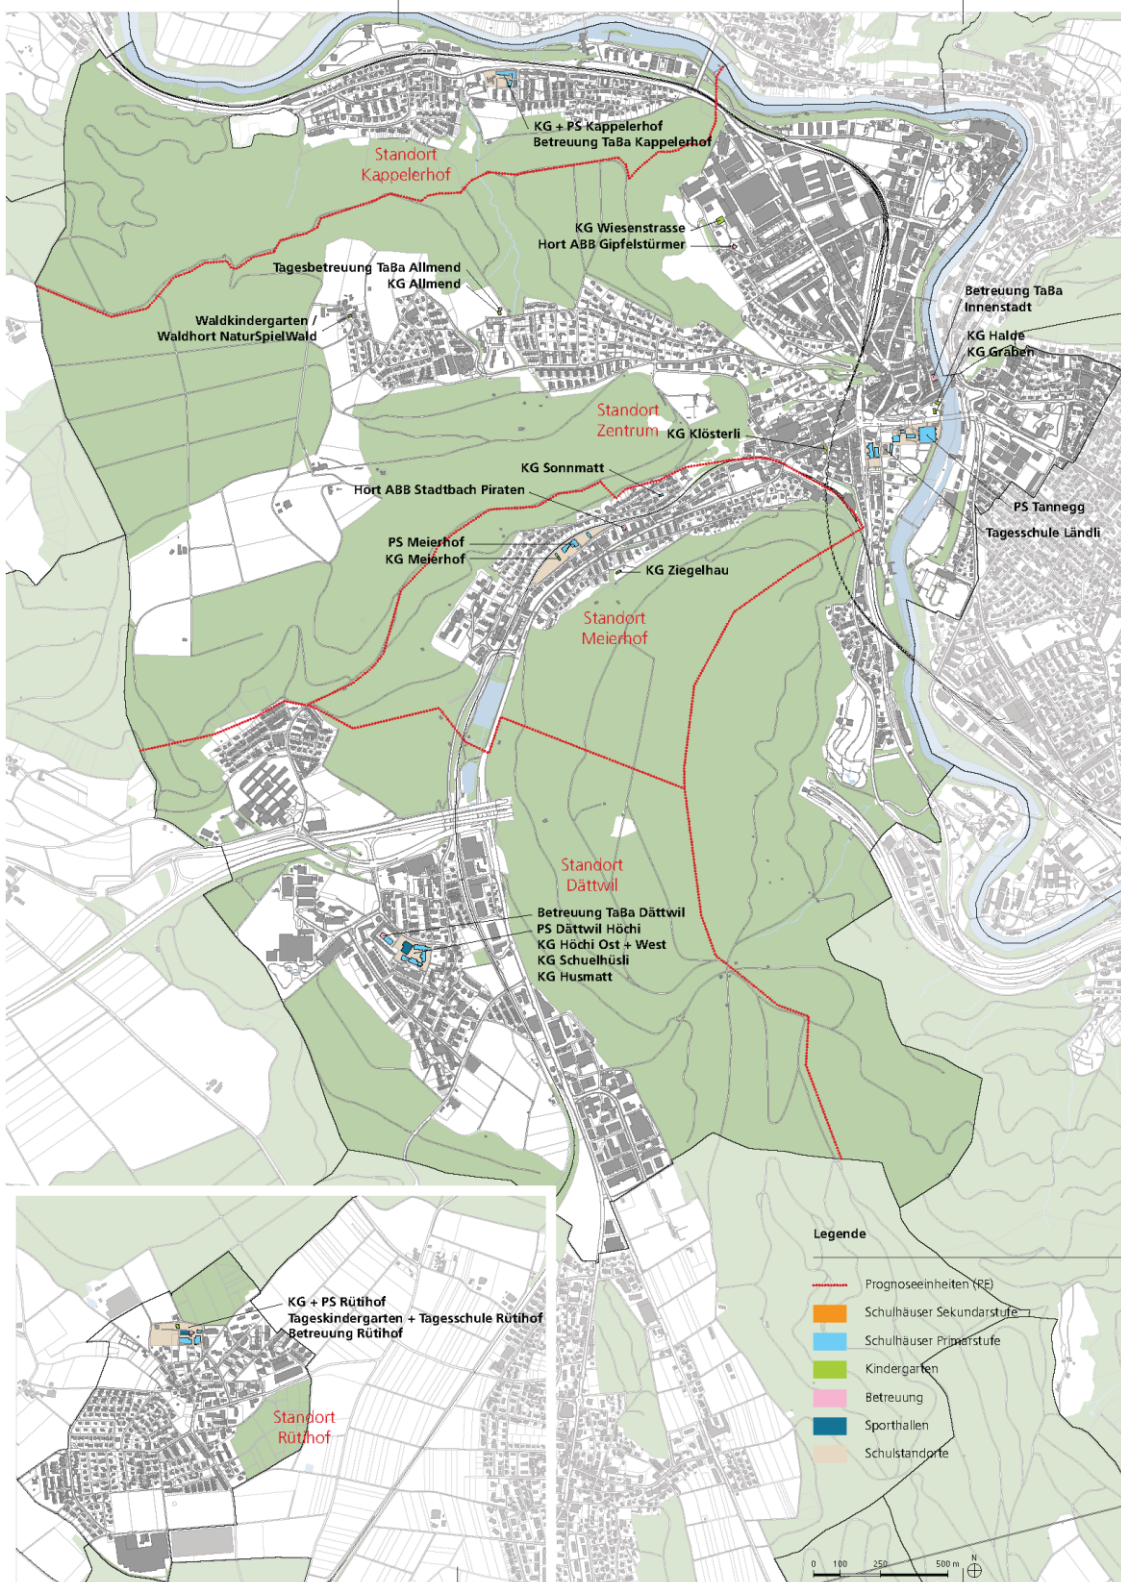 KG + PS Kappelerhof
Betreuung TaBa Kappelerhof
Standort
Kappelerhof
KG Wiesenstrasse
Hort ABB Gipfelstürmer
Tagesbetreuung TaBa Allmend
KG Allmend
Betreuung TaBa
Innenstadt
Waldkindergarten /
Waldhort NaturSpielWald
KG Halde
KG Graben
Standort
Zentrum
KG Klösterli
KG Sonnmatt
Hort ABB Stadtbach Piraten
PS Tannegg
Tagesschule Ländli
PS Meierhof
KG Meierhof
KG Ziegelhau
Standort
Meierhof
Standort
Dättwil
Betreuung TaBa Dättwil
PS Dättwil Höchi
KG Höchi Ost + West
KG Schuelhüsli
KG Husmatt
KG + PS Rütihof
Tageskindergarten + Tagesschule Rütihof
Betreuung Rütihof
Standort
Rütihof
Legende
Prognoseeinheiten (PE)
Schulhäuser Sekundarstufe
Schulhäuser Primarstufe
Kindergarten
Betreuung
Sporthallen
Schulstandorte
0 100 250 500 m
N